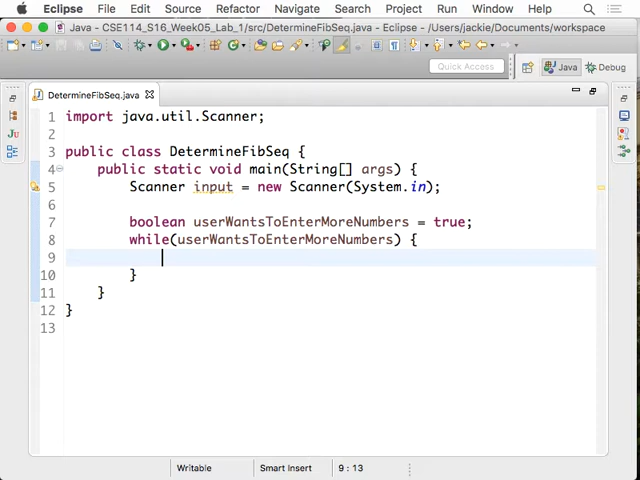 Eclipse File Edit Source Refactor Navigate Search Project Run Window Help
Java - CSE114_S16_Week05_Lab_1/src/DetermineFibSeq.java - Eclipse - /Users/jackie/Documents/workspace
Quick Access Java Debug
DetermineFibSeq.java
1 import java.util.Scanner;
2
3 public class DetermineFibSeq {
4 public static void main(String[] args) {
5 Scanner input = new Scanner(System.in);
6
7 boolean userWantsToEnterMoreNumbers = true;
8 while(userWantsToEnterMoreNumbers) {
9
10 }
11 }
12 }
13
Writable Smart Insert 9 : 13